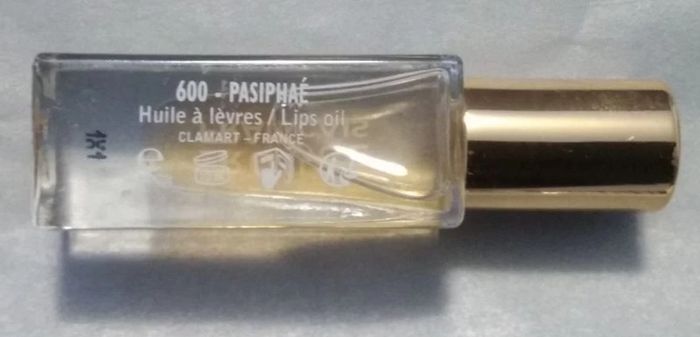 600 - PASIPHAÉ
Huile à lèvres / Lips oil
CLAMART – FRANCE
1X1